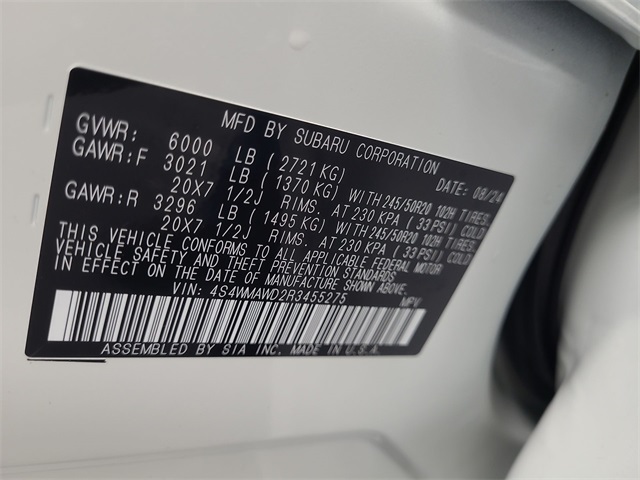 MFD BY SUBARU CORPORATION DATE: 08/24
GVWR: 6000 LB ( 2721 KG)
GAWR:F 3021 LB ( 1370 KG) WITH 245/50R20 102H TIRES,
20X7 1/2J RIMS. AT 230 KPA ( 33 PSI) COLD
GAWR:R 3296 LB ( 1495 KG) WITH 245/50R20 102H TIRES,
20X7 1/2J RIMS. AT 230 KPA ( 33 PSI) COLD
THIS VEHICLE CONFORMS TO ALL APPLICABLE FEDERAL MOTOR
VEHICLE SAFETY AND THEFT PREVENTION STANDARDS
IN EFFECT ON THE DATE OF MANUFACTURE SHOWN ABOVE.
VIN: 4S4WMAWD2R3455275 MPV
ASSEMBLED BY SIA INC. MADE IN U.S.A.